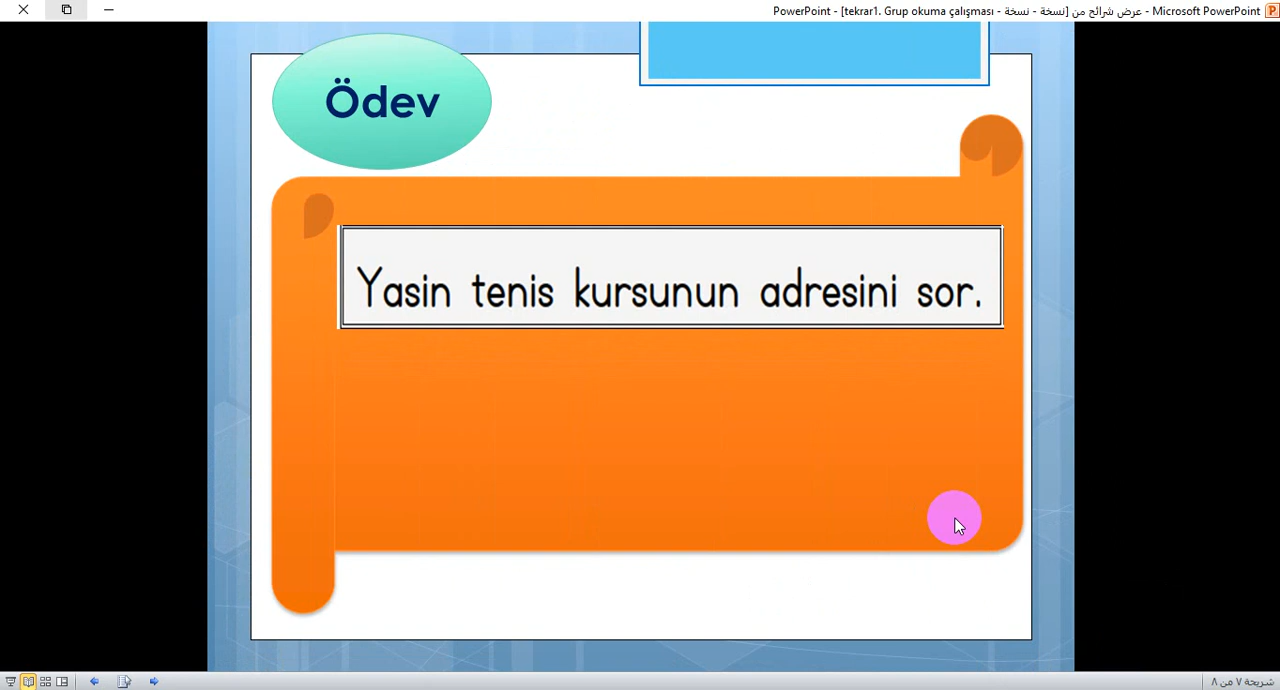 PowerPoint - [tekrar1. Grup okuma çalışması - نسخة - نسخة] عرض شرائح من - Microsoft PowerPoint
Ödev
Yasin tenis kursunun adresini sor.
شريحة ٧ من ٨